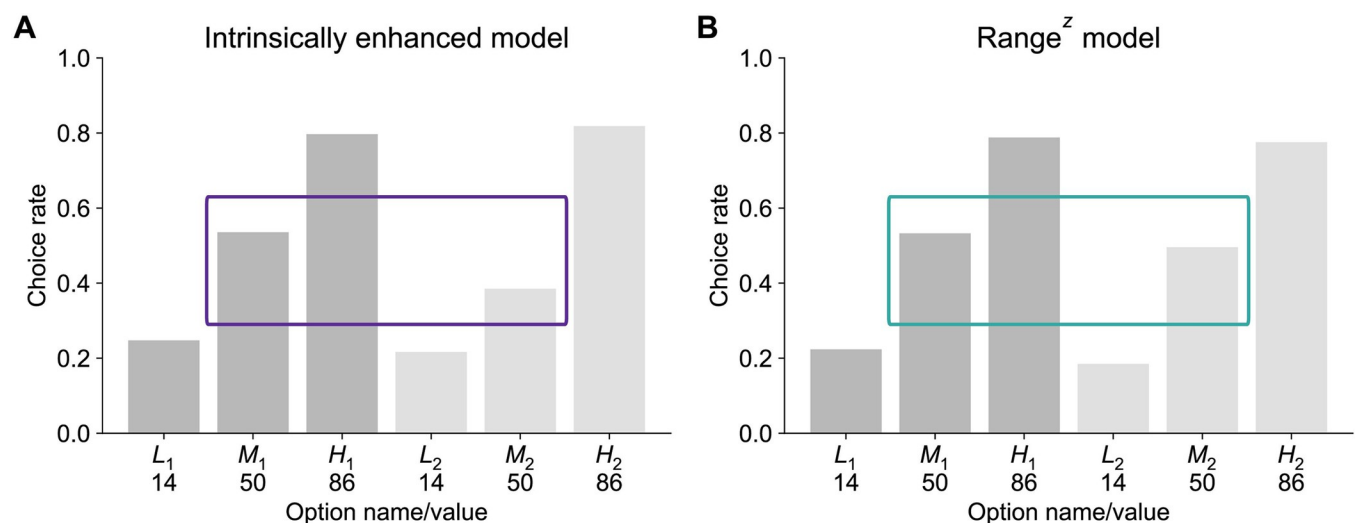 A
Intrinsically enhanced model
Choice rate
1.0
0.8
0.6
0.4
0.2
0.0
L1 M1 H1 L2 M2 H2
14 50 86 14 50 86
Option name/value
B
Range^z model
Choice rate
1.0
0.8
0.6
0.4
0.2
0.0
L1 M1 H1 L2 M2 H2
14 50 86 14 50 86
Option name/value